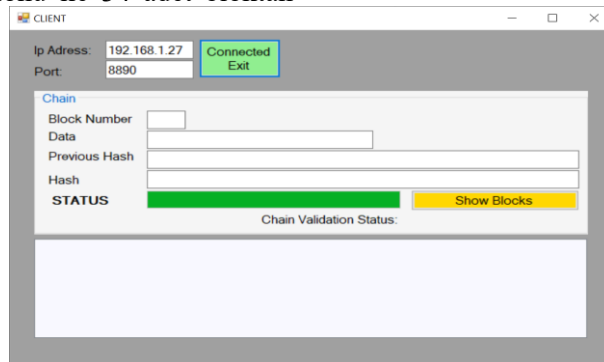 CLIENT
Ip Adress: 192.168.1.27 Connected
Port: 8890 Exit
Chain
Block Number
Data
Previous Hash
Hash
STATUS Show Blocks
Chain Validation Status: